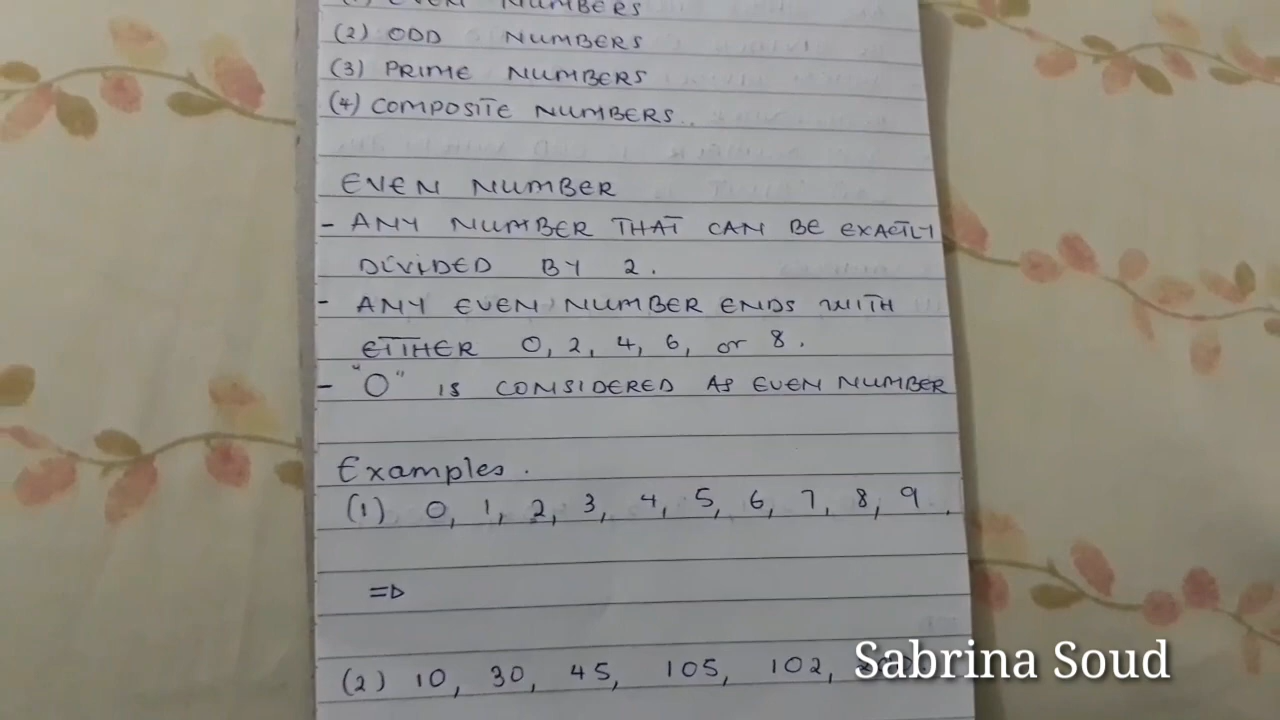 (1) EVEN NUMBERS
(2) ODD NUMBERS
(3) PRIME NUMBERS
(4) COMPOSITE NUMBERS.
EVEN NUMBER
- ANY NUMBER THAT CAN BE EXACTLY
DIVIDED BY 2.
- ANY EVEN NUMBER ENDS WITH
EITHER 0, 2, 4, 6, or 8.
- "0" IS CONSIDERED AS EVEN NUMBER
Examples.
(1) 0, 1, 2, 3, 4, 5, 6, 7, 8, 9.
=>
(2) 10, 30, 45, 105, 102,
Sabrina Soud